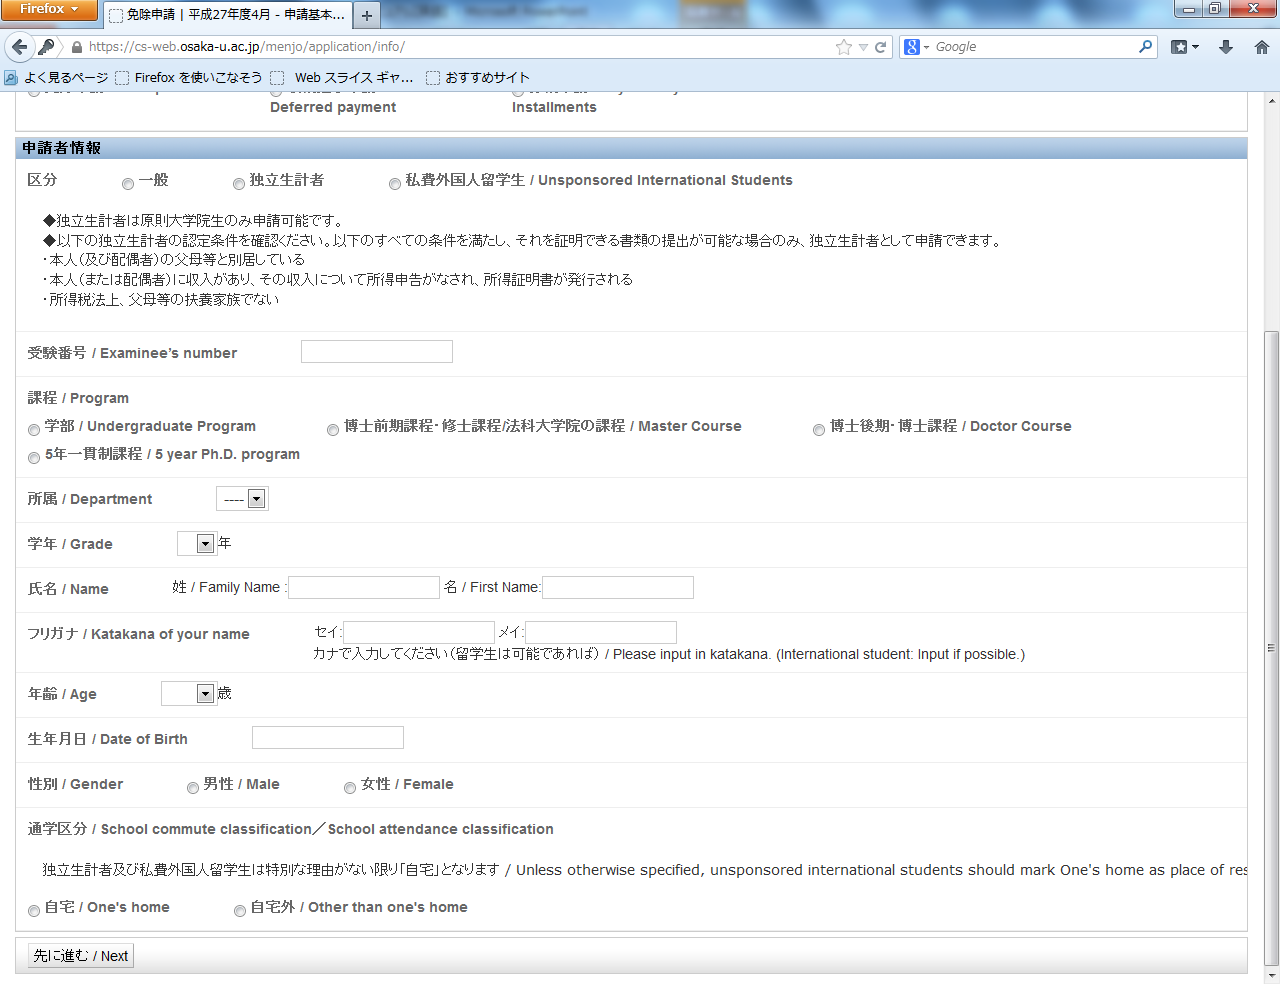 Firefox
免除申請 | 平成27年度4月 - 申請基本...
https://cs-web.osaka-u.ac.jp/menjo/application/info/
Google
よく見るページ Firefox を使いこなそう Web スライス ギャ... おすすめサイト
Deferred payment Installments
申請者情報
区分 一般 独立生計者 私費外国人留学生 / Unsponsored International Students
◆独立生計者は原則大学院生のみ申請可能です。
◆以下の独立生計者の認定条件を確認ください。以下のすべての条件を満たし、それを証明できる書類の提出が可能な場合のみ、独立生計者として申請できます。
・本人(及び配偶者)の父母等と別居している
・本人(または配偶者)に収入があり、その収入について所得申告がなされ、所得証明書が発行される
・所得税法上、父母等の扶養家族でない
受験番号 / Examinee's number
課程 / Program
学部 / Undergraduate Program 博士前期課程・修士課程/法科大学院の課程 / Master Course 博士後期・博士課程 / Doctor Course
5年一貫制課程 / 5 year Ph.D. program
所属 / Department ----
学年 / Grade 年
氏名 / Name 姓 / Family Name : 名 / First Name:
フリガナ / Katakana of your name セイ: メイ:
カナで入力してください(留学生は可能であれば) / Please input in katakana. (International student: Input if possible.)
年齢 / Age 歳
生年月日 / Date of Birth
性別 / Gender 男性 / Male 女性 / Female
通学区分 / School commute classification／School attendance classification
独立生計者及び私費外国人留学生は特別な理由がない限り「自宅」となります / Unless otherwise specified, unsponsored international students should mark One's home as place of res
自宅 / One's home 自宅外 / Other than one's home
先に進む / Next